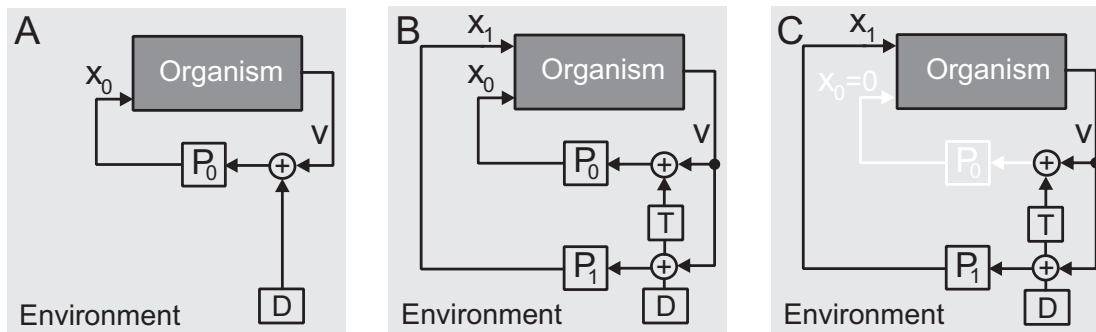 A
Organism
x0
v
P0
+
D
Environment
B
x1
Organism
x0
v
P0
+
T
P1
+
D
Environment
C
x1
Organism
x0=0
v
P0
+
T
P1
+
D
Environment